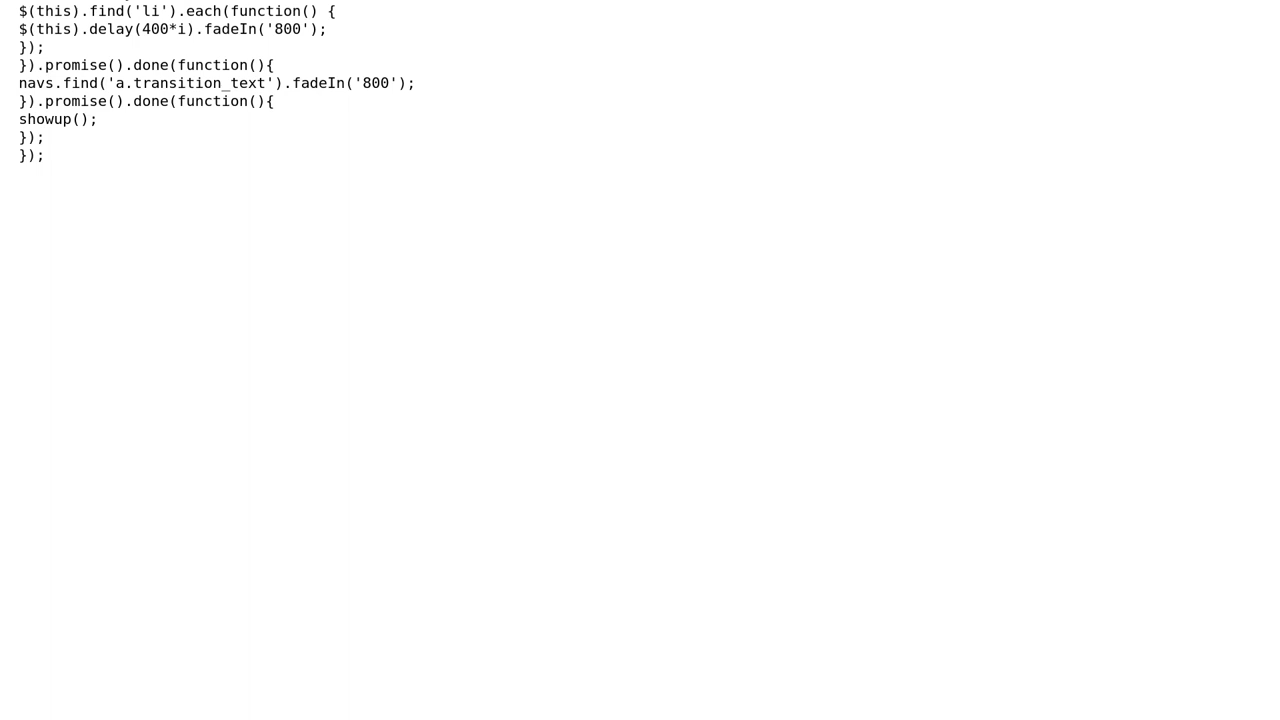 $(this).find('li').each(function() {
$(this).delay(400*i).fadeIn('800');
});
}).promise().done(function(){
navs.find('a.transition_text').fadeIn('800');
}).promise().done(function(){
showup();
});
});